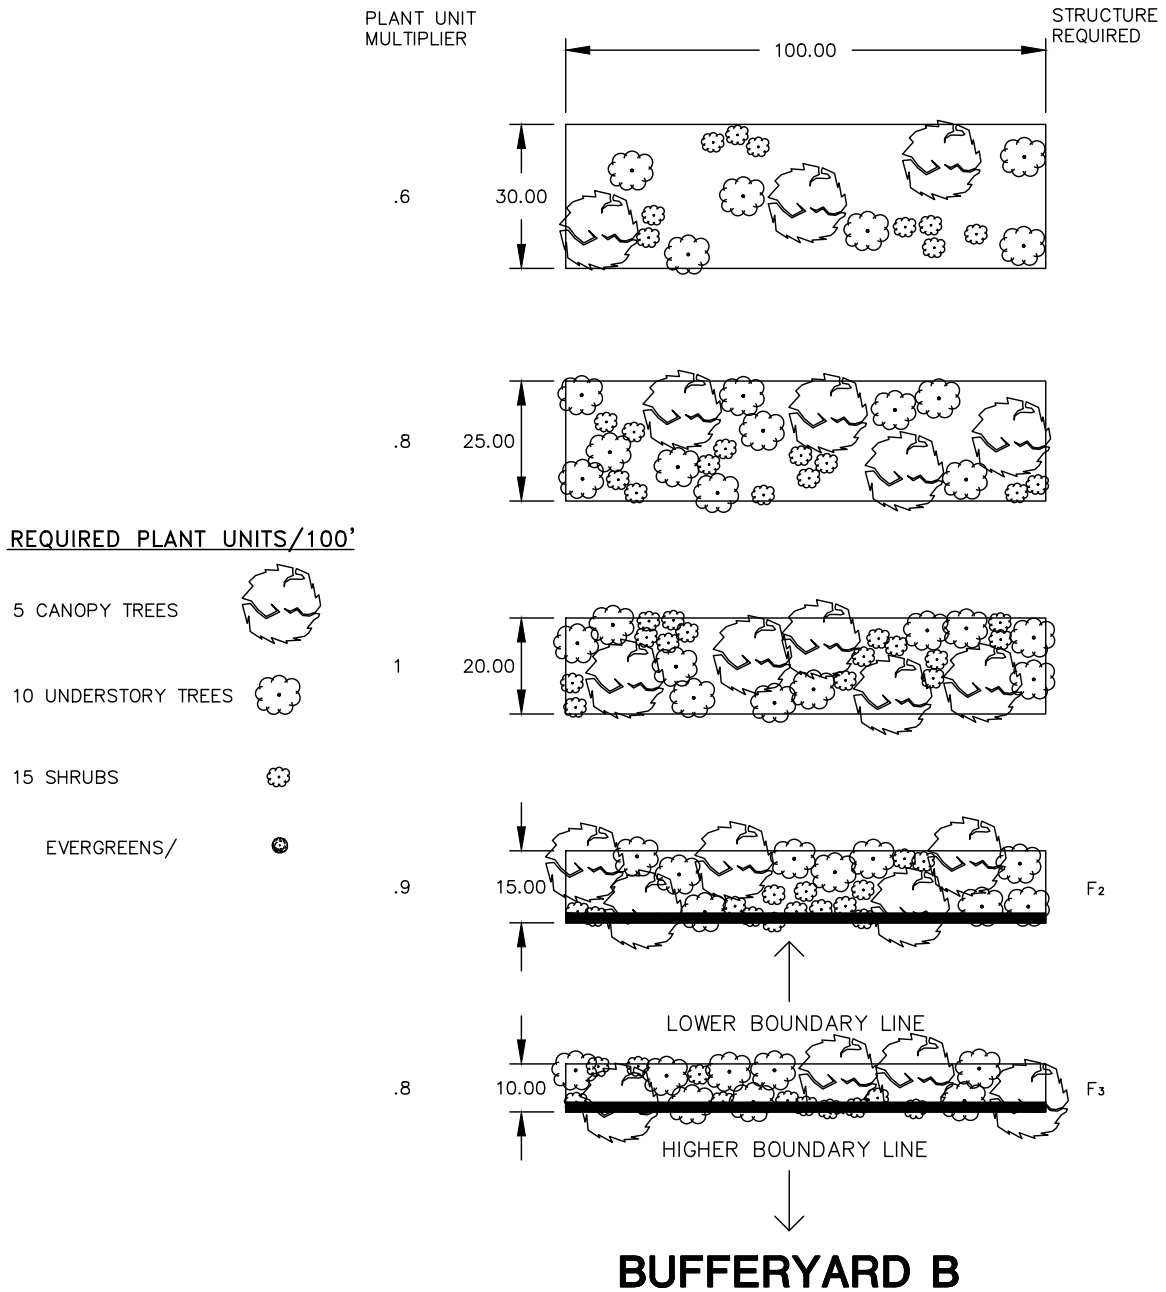 PLANT UNIT
MULTIPLIER
STRUCTURE
REQUIRED
100.00
.6
30.00
.8
25.00
REQUIRED PLANT UNITS/100'
5 CANOPY TREES
1
20.00
10 UNDERSTORY TREES
15 SHRUBS
EVERGREENS/
.9
15.00
F2
LOWER BOUNDARY LINE
.8
10.00
F3
HIGHER BOUNDARY LINE
BUFFERYARD B